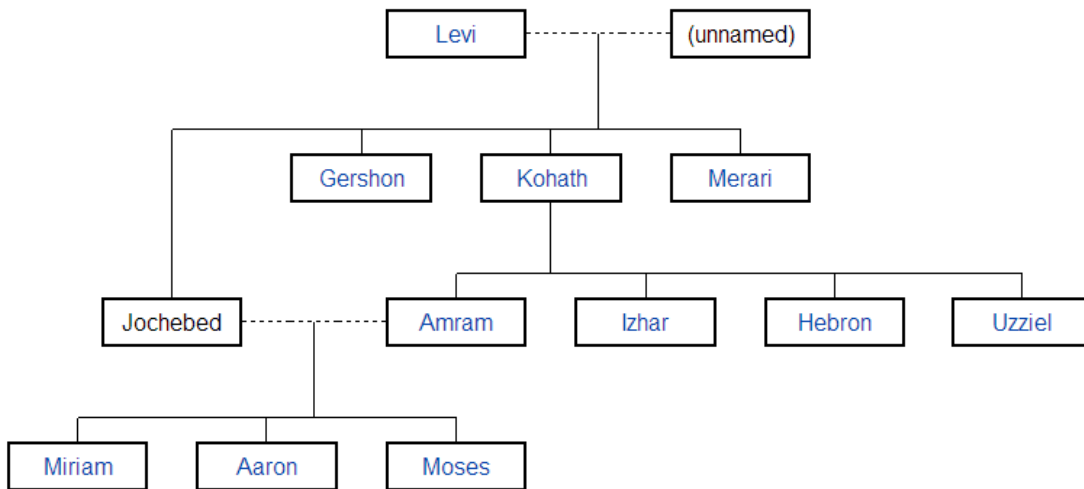 Levi (unnamed)
Gershon Kohath Merari
Jochebed Amram Izhar Hebron Uzziel
Miriam Aaron Moses